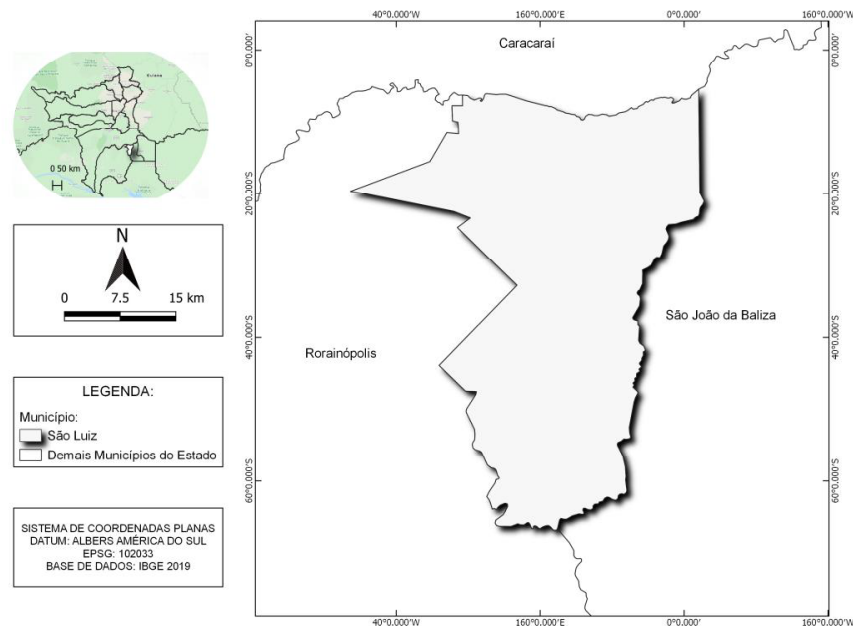 40°0.000'W 160°0.000'W 0°0.000' 160°0.000'W
0°0.000'
20°0.000'S
40°0.000'S
60°0.000'S
Caracaraí
Rorainópolis
São João da Baliza
0 50 km
N
0 7.5 15 km
LEGENDA:
Município:
São Luiz
Demais Municípios do Estado
SISTEMA DE COORDENADAS PLANAS
DATUM: ALBERS AMÉRICA DO SUL
EPSG: 102033
BASE DE DADOS: IBGE 2019
0°0.000'
20°0.000'S
40°0.000'S
60°0.000'S
40°0.000'W 160°0.000'W 0°0.000' 160°0.000'W